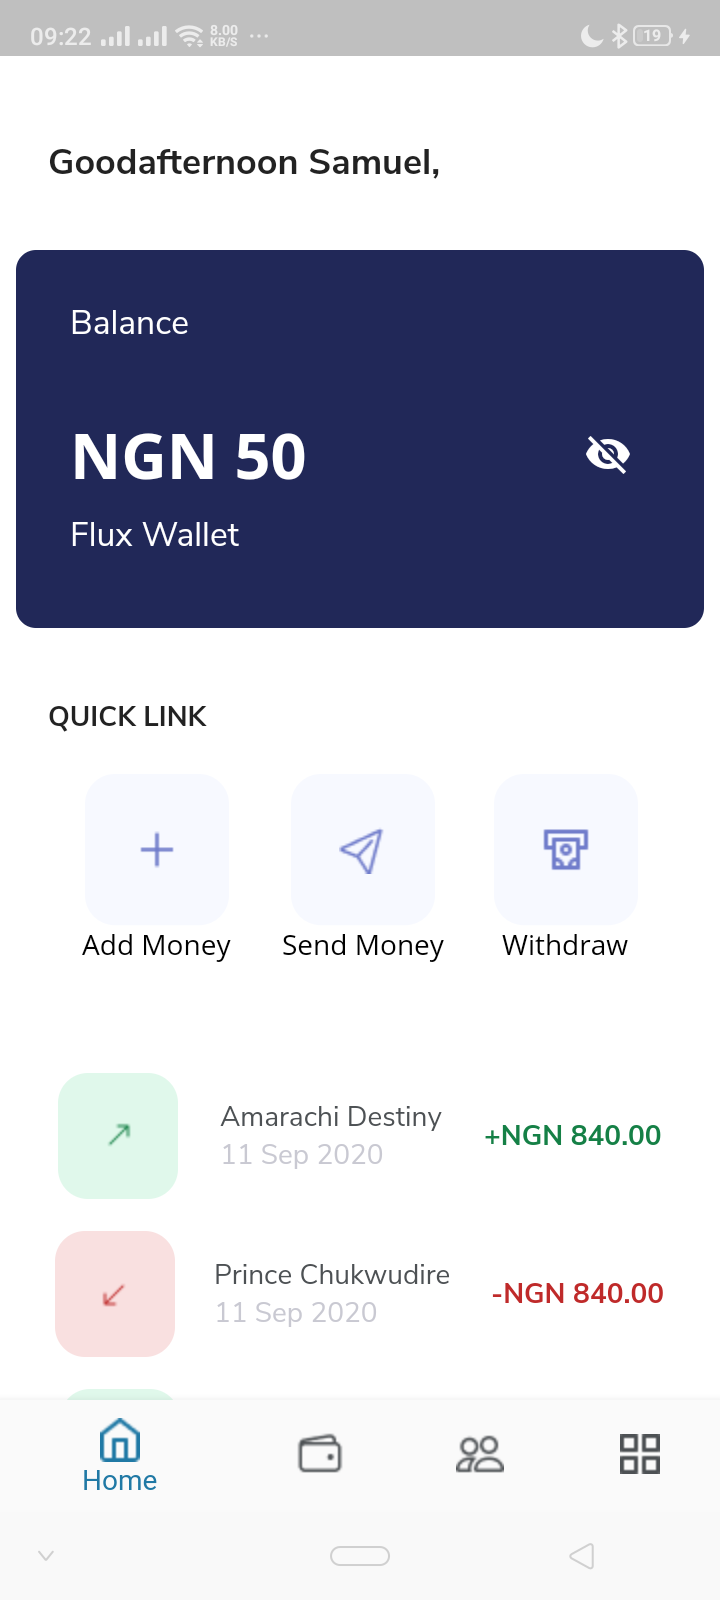 09:22 8.00 KB/S ... 19
Goodafternoon Samuel,
Balance
NGN 50
Flux Wallet
QUICK LINK
Add Money Send Money Withdraw
Amarachi Destiny
11 Sep 2020
+NGN 840.00
Prince Chukwudire
11 Sep 2020
-NGN 840.00
Home